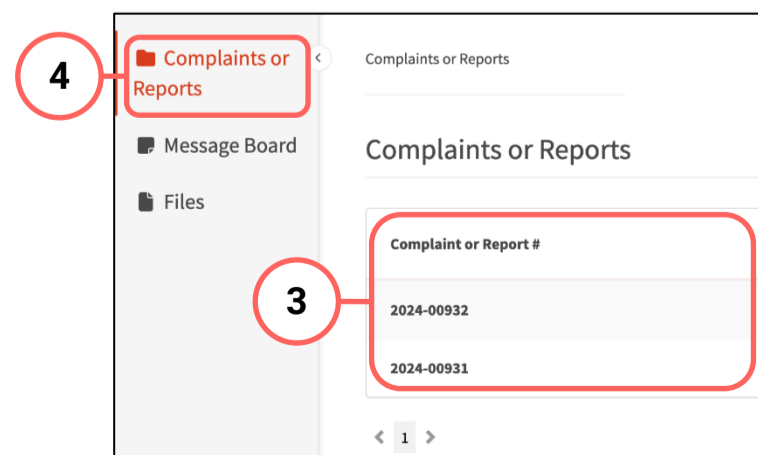 4
Complaints or
Reports
Message Board
Files
Complaints or Reports
Complaints or Reports
3
Complaint or Report #
2024-00932
2024-00931
1